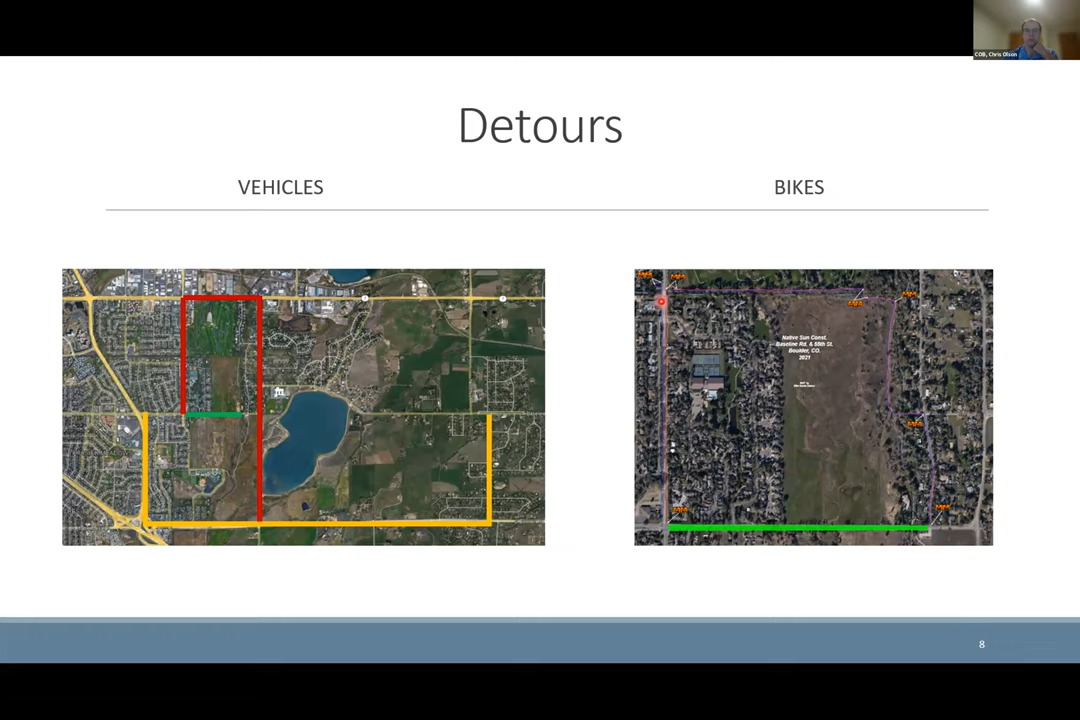 COB, Chris Olson
Detours
VEHICLES
BIKES
Native Sun Const.
Baseline Rd. & 55th St.
Boulder, CO.
2021
8